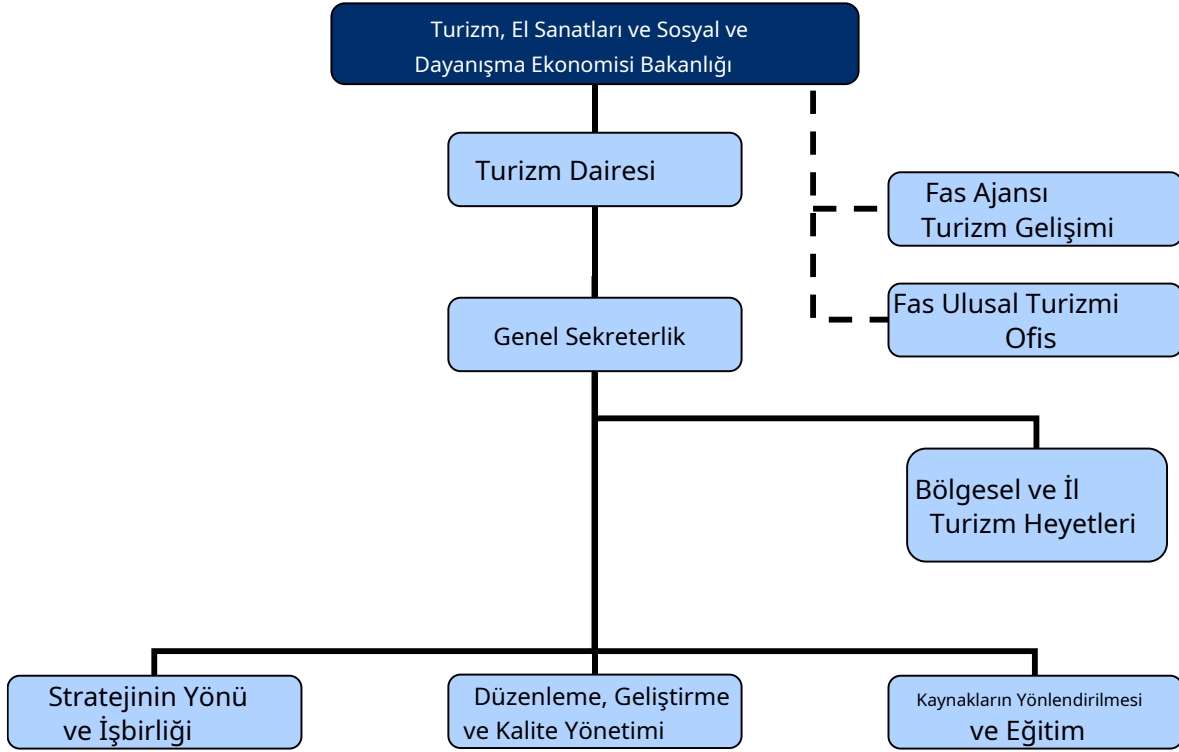 Turizm, El Sanatları ve Sosyal ve
Dayanışma Ekonomisi Bakanlığı
Turizm Dairesi
Fas Ajansı
Turizm Gelişimi
Fas Ulusal Turizmi
Ofis
Genel Sekreterlik
Bölgesel ve İl
Turizm Heyetleri
Stratejinin Yönü
ve İşbirliği
Düzenleme, Geliştirme
ve Kalite Yönetimi
Kaynakların Yönlendirilmesi
ve Eğitim